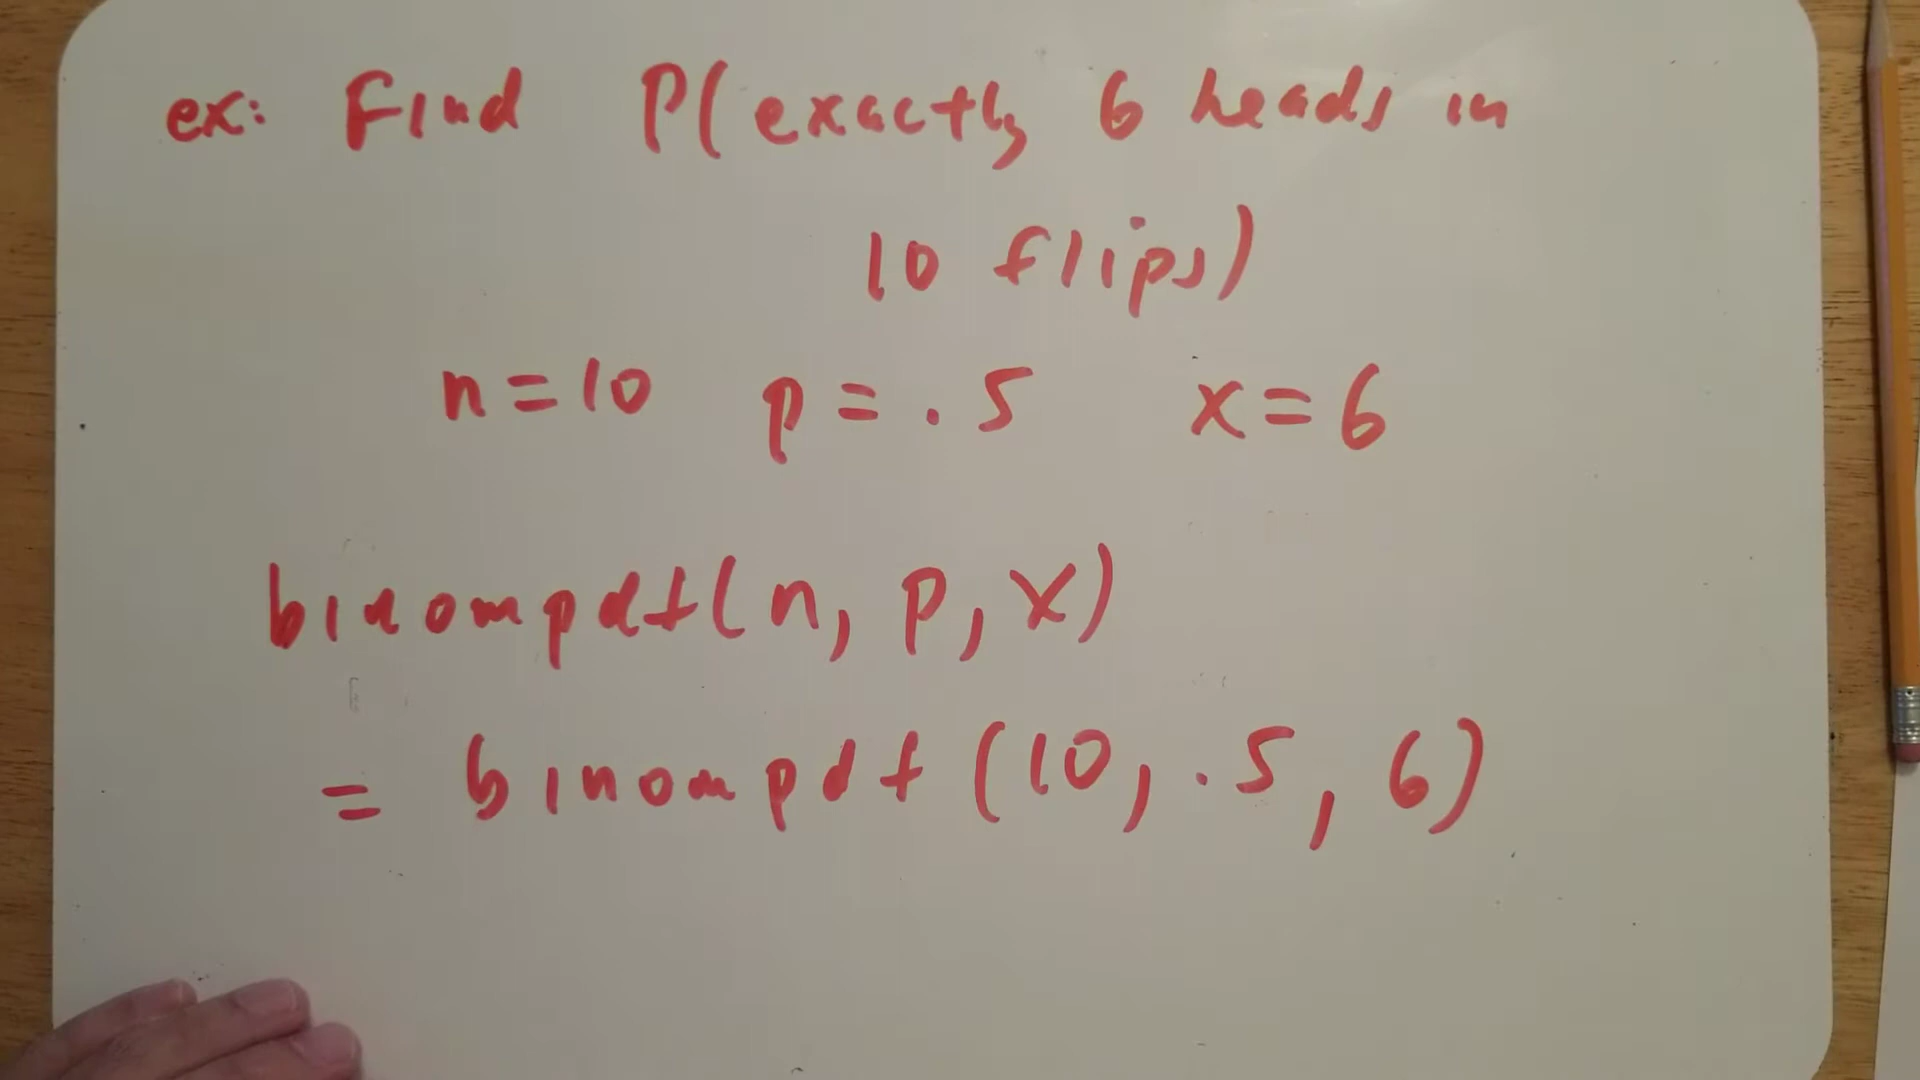 ex: Find P(exactly 6 heads in
10 flips)
n=10 p=.5 x=6
binompdf(n, p, x)
= binompdf(10, .5, 6)